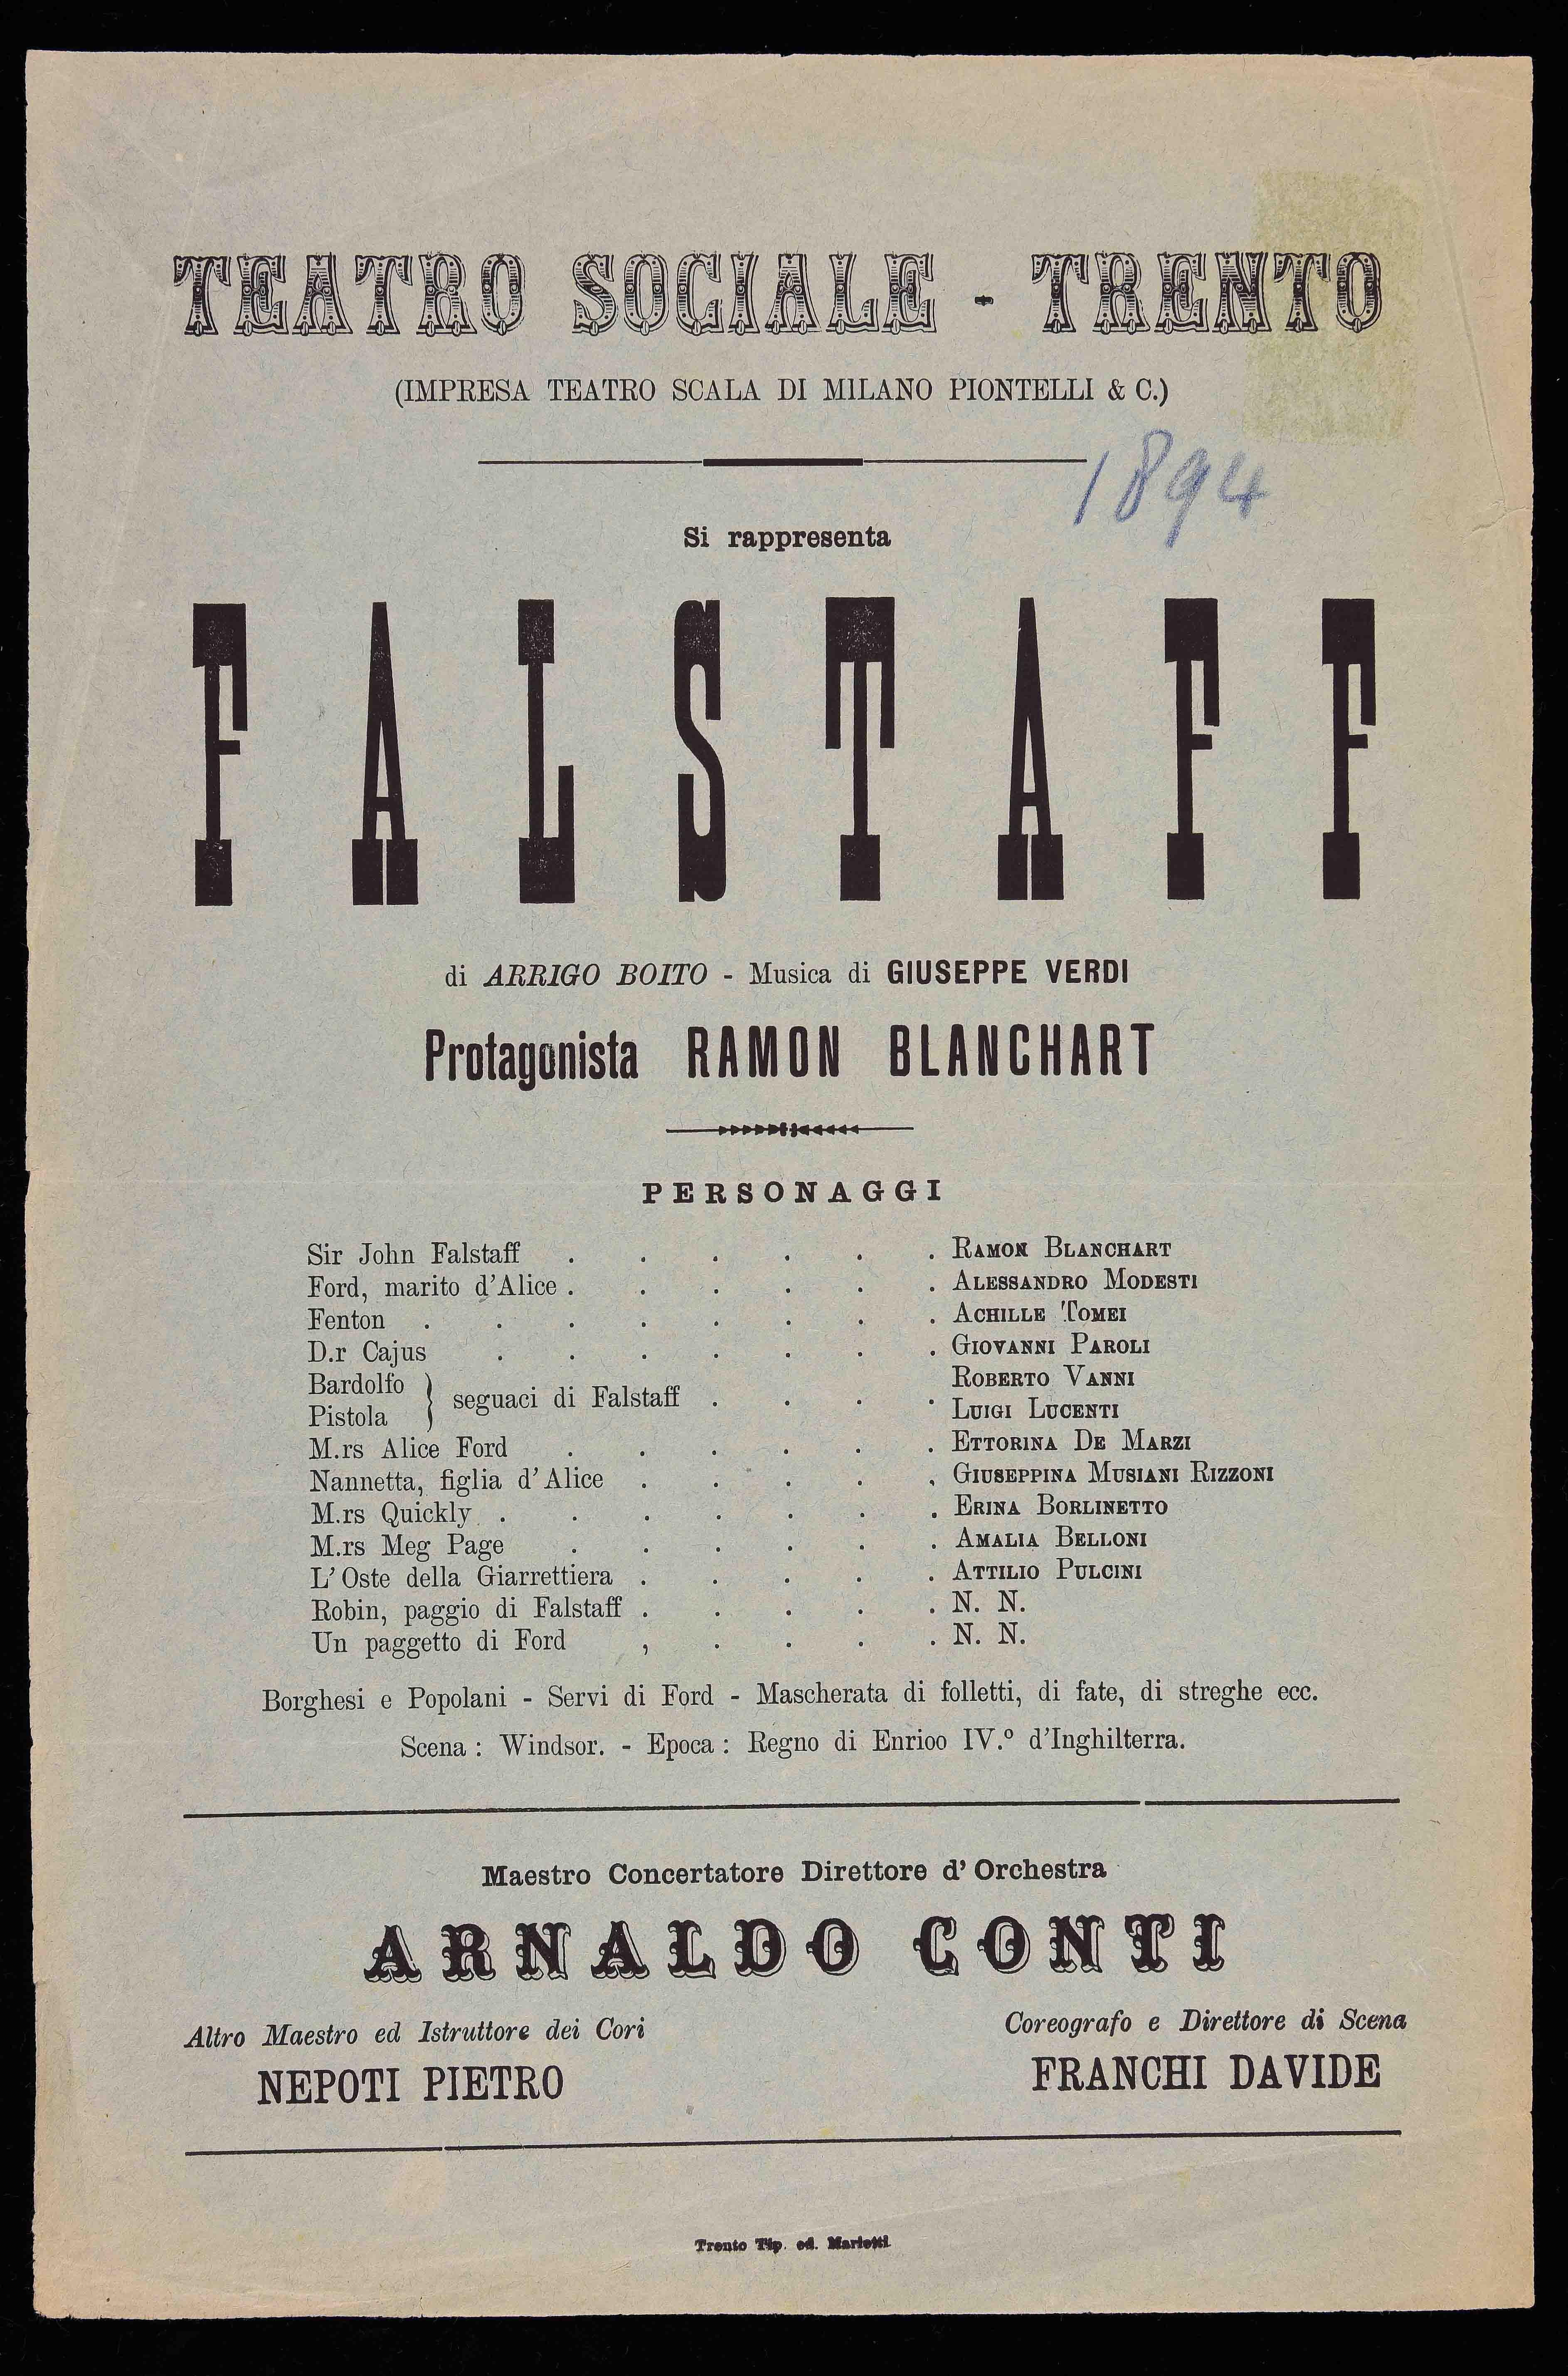 TEATRO SOCIALE - TRENTO
(IMPRESA TEATRO SCALA DI MILANO PIONTELLI & C.)
1894
Si rappresenta
FALSTAFF
di ARRIGO BOITO - Musica di GIUSEPPE VERDI
Protagonista RAMON BLANCHART
PERSONAGGI
Sir John Falstaff . . . . . . RAMON BLANCHART
Ford, marito d'Alice . . . . . . ALESSANDRO MODESTI
Fenton . . . . . . . . ACHILLE TOMEI
D.r Cajus . . . . . . . GIOVANNI PAROLI
Bardolfo } seguaci di Falstaff . . . . ROBERTO VANNI
Pistola } LUIGI LUCENTI
M.rs Alice Ford . . . . . . ETTORINA DE MARZI
Nannetta, figlia d'Alice . . . . , GIUSEPPINA MUSIANI RIZZONI
M.rs Quickly . . . . . . . ERINA BORLINETTO
M.rs Meg Page . . . . . . AMALIA BELLONI
L'Oste della Giarrettiera . . . . . ATTILIO PULCINI
Robin, paggio di Falstaff . . . . . N. N.
Un paggetto di Ford , . . . . N. N.
Borghesi e Popolani - Servi di Ford - Mascherata di folletti, di fate, di streghe ecc.
Scena : Windsor. - Epoca : Regno di Enrioo IV.º d'Inghilterra.
Maestro Concertatore Direttore d' Orchestra
ARNALDO CONTI
Altro Maestro ed Istruttore dei Cori
NEPOTI PIETRO
Coreografo e Direttore di Scena
FRANCHI DAVIDE
Trento Tip. ed. Marietti